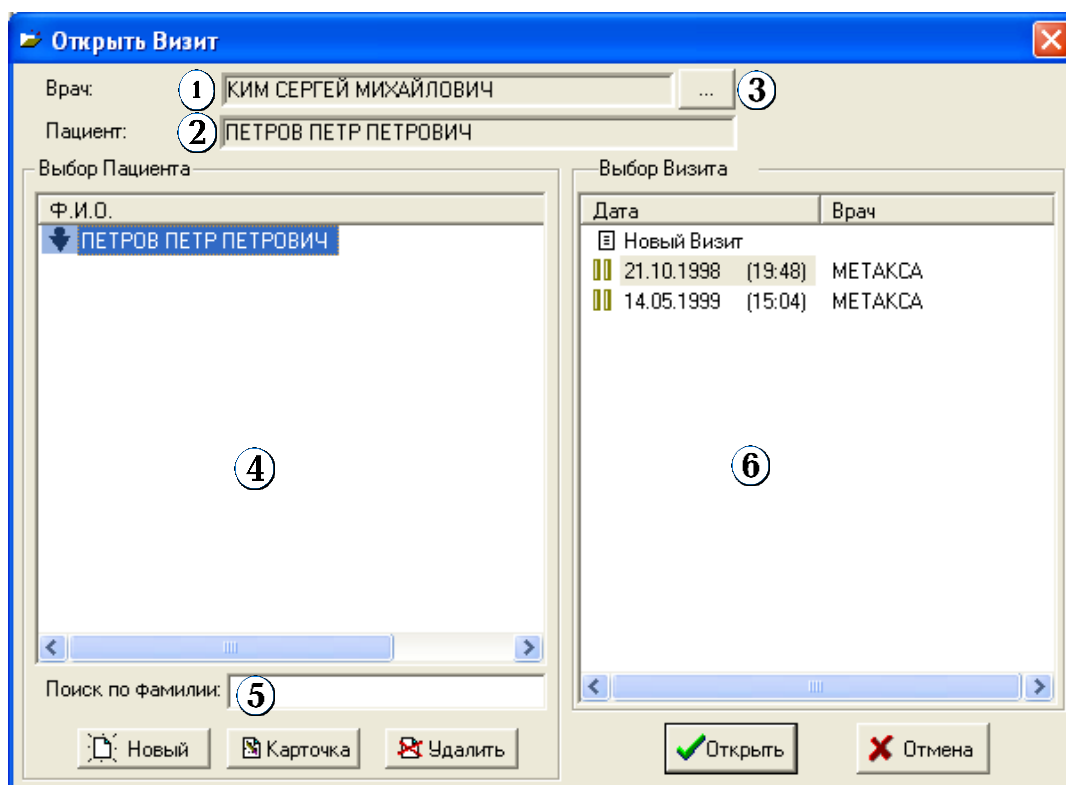 Открыть Визит
Врач: 1 КИМ СЕРГЕЙ МИХАЙЛОВИЧ ... 3
Пациент: 2 ПЕТРОВ ПЕТР ПЕТРОВИЧ
Выбор Пациента
Ф.И.О.
ПЕТРОВ ПЕТР ПЕТРОВИЧ
4
Поиск по фамилии: 5
Новый Карточка Удалить
Выбор Визита
Дата Врач
Новый Визит
21.10.1998 (19:48) МЕТАКСА
14.05.1999 (15:04) МЕТАКСА
6
Открыть Отмена